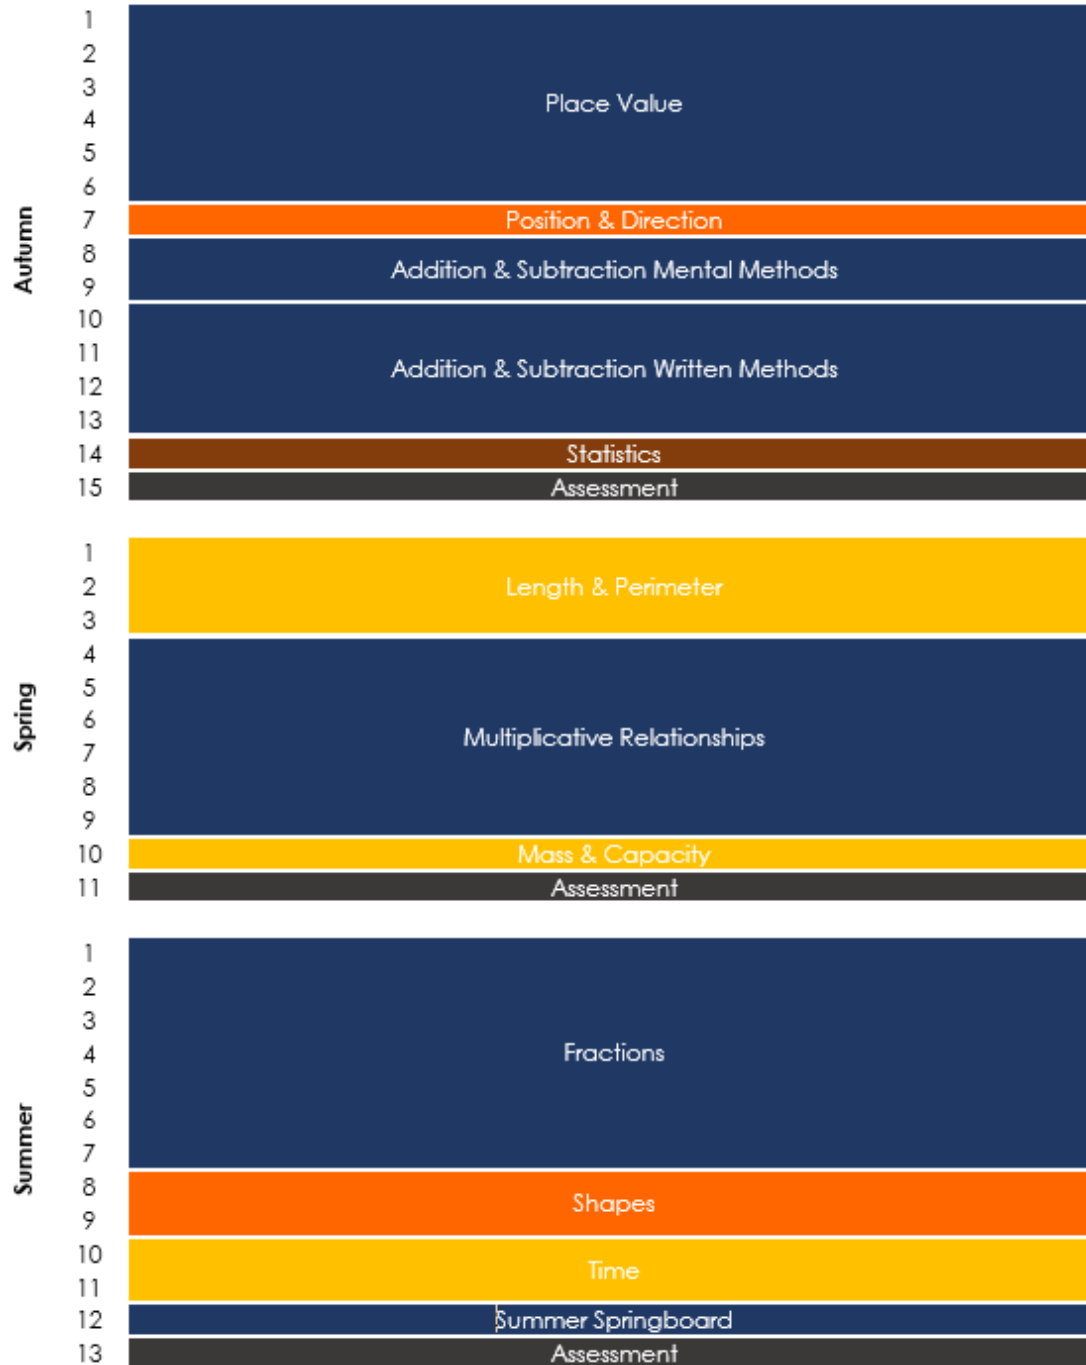 Autumn
1
2
3
4
5
6
Place Value
7
Position & Direction
8
9
Addition & Subtraction Mental Methods
10
11
12
13
Addition & Subtraction Written Methods
14
Statistics
15
Assessment
Spring
1
2
3
Length & Perimeter
4
5
6
7
8
9
Multiplicative Relationships
10
Mass & Capacity
11
Assessment
Summer
1
2
3
4
5
6
7
Fractions
8
9
Shapes
10
11
Time
12
Summer Springboard
13
Assessment